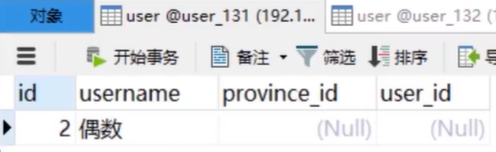 对象 user @user_131 (192.1... user @user_132 (1
开始事务 备注 筛选 排序
id username province_id user_id
2 偶数 (Null) (Null)